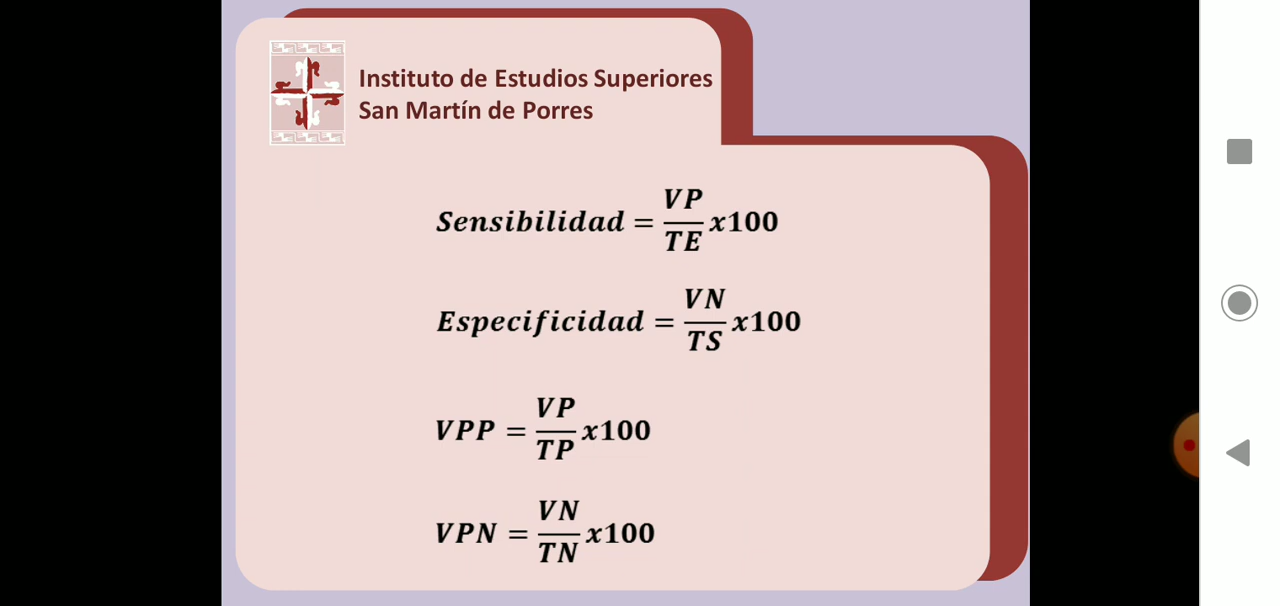 Instituto de Estudios Superiores
San Martín de Porres
Sensibilidad = VP/TE x100
Especificidad = VN/TS x100
VPP = VP/TP x100
VPN = VN/TN x100